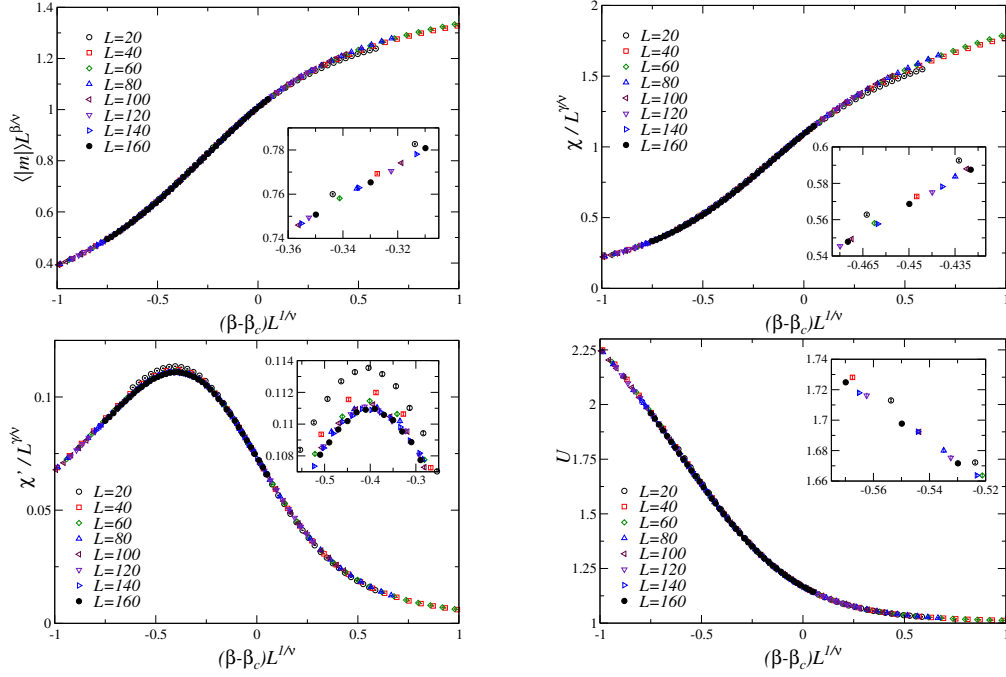 1.4
1.2
1.0
0.8
0.6
0.4
⟨|m|⟩L^β/ν
L=20
L=40
L=60
L=80
L=100
L=120
L=140
L=160
0.78
0.76
0.74
-0.36
-0.34
-0.32
-1
-0.5
0
0.5
1
(β-β_c)L^1/ν
2
1.5
1
0.5
0
χ / L^γ/ν
L=20
L=40
L=60
L=80
L=100
L=120
L=140
L=160
0.6
0.58
0.56
0.54
-0.465
-0.45
-0.435
-1
-0.5
0
0.5
1
(β-β_c)L^1/ν
0.1
0.05
0
χ' / L^γ/ν
L=20
L=40
L=60
L=80
L=100
L=120
L=140
L=160
0.114
0.112
0.11
0.108
-0.5
-0.4
-0.3
-1
-0.5
0
0.5
1
(β-β_c)L^1/ν
2.25
2
1.75
1.5
1.25
1
U
L=20
L=40
L=60
L=80
L=100
L=120
L=140
L=160
1.74
1.72
1.7
1.68
1.66
-0.56
-0.54
-0.52
-1
-0.5
0
0.5
1
(β-β_c)L^1/ν